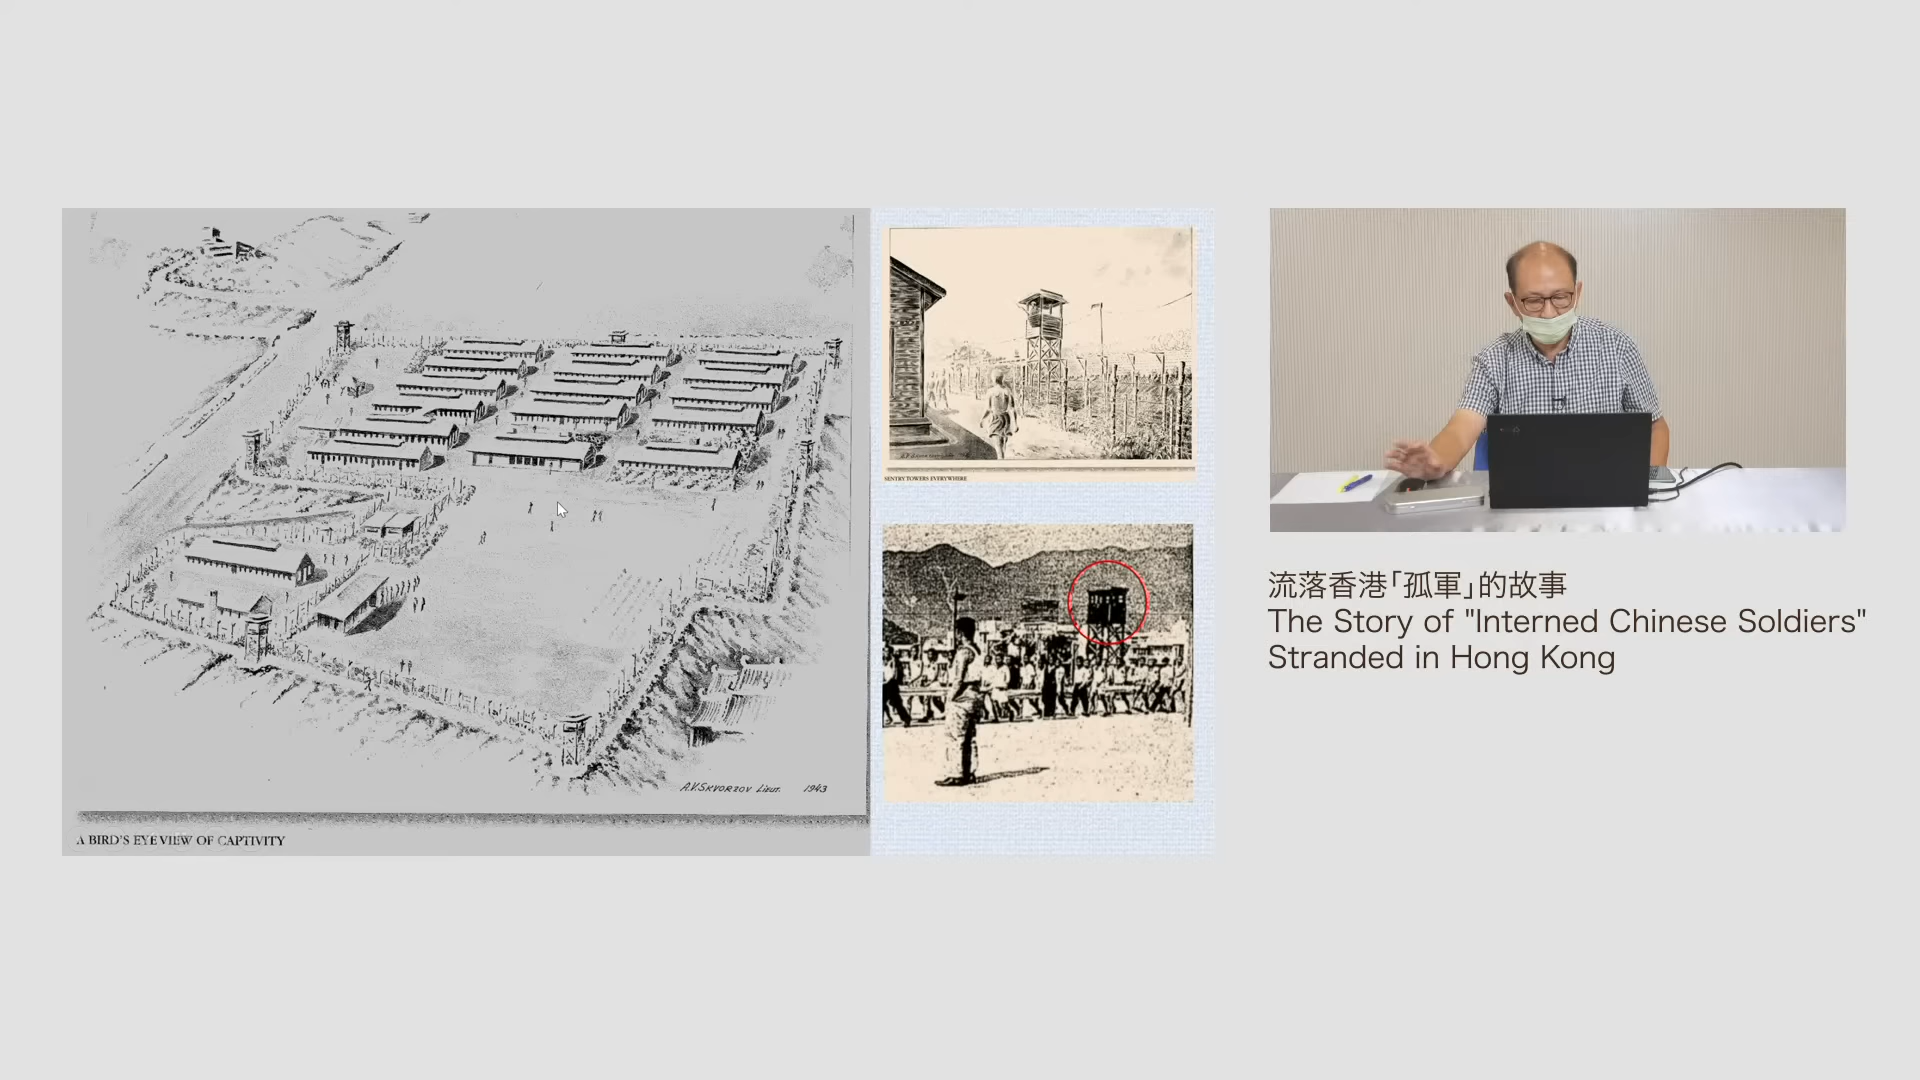 A.V. SKVORZOV LIEUT. 1943
A BIRD'S EYE VIEW OF CAPTIVITY
SENTRY TOWERS EVERYWHERE
流落香港「孤軍」的故事
The Story of "Interned Chinese Soldiers"
Stranded in Hong Kong